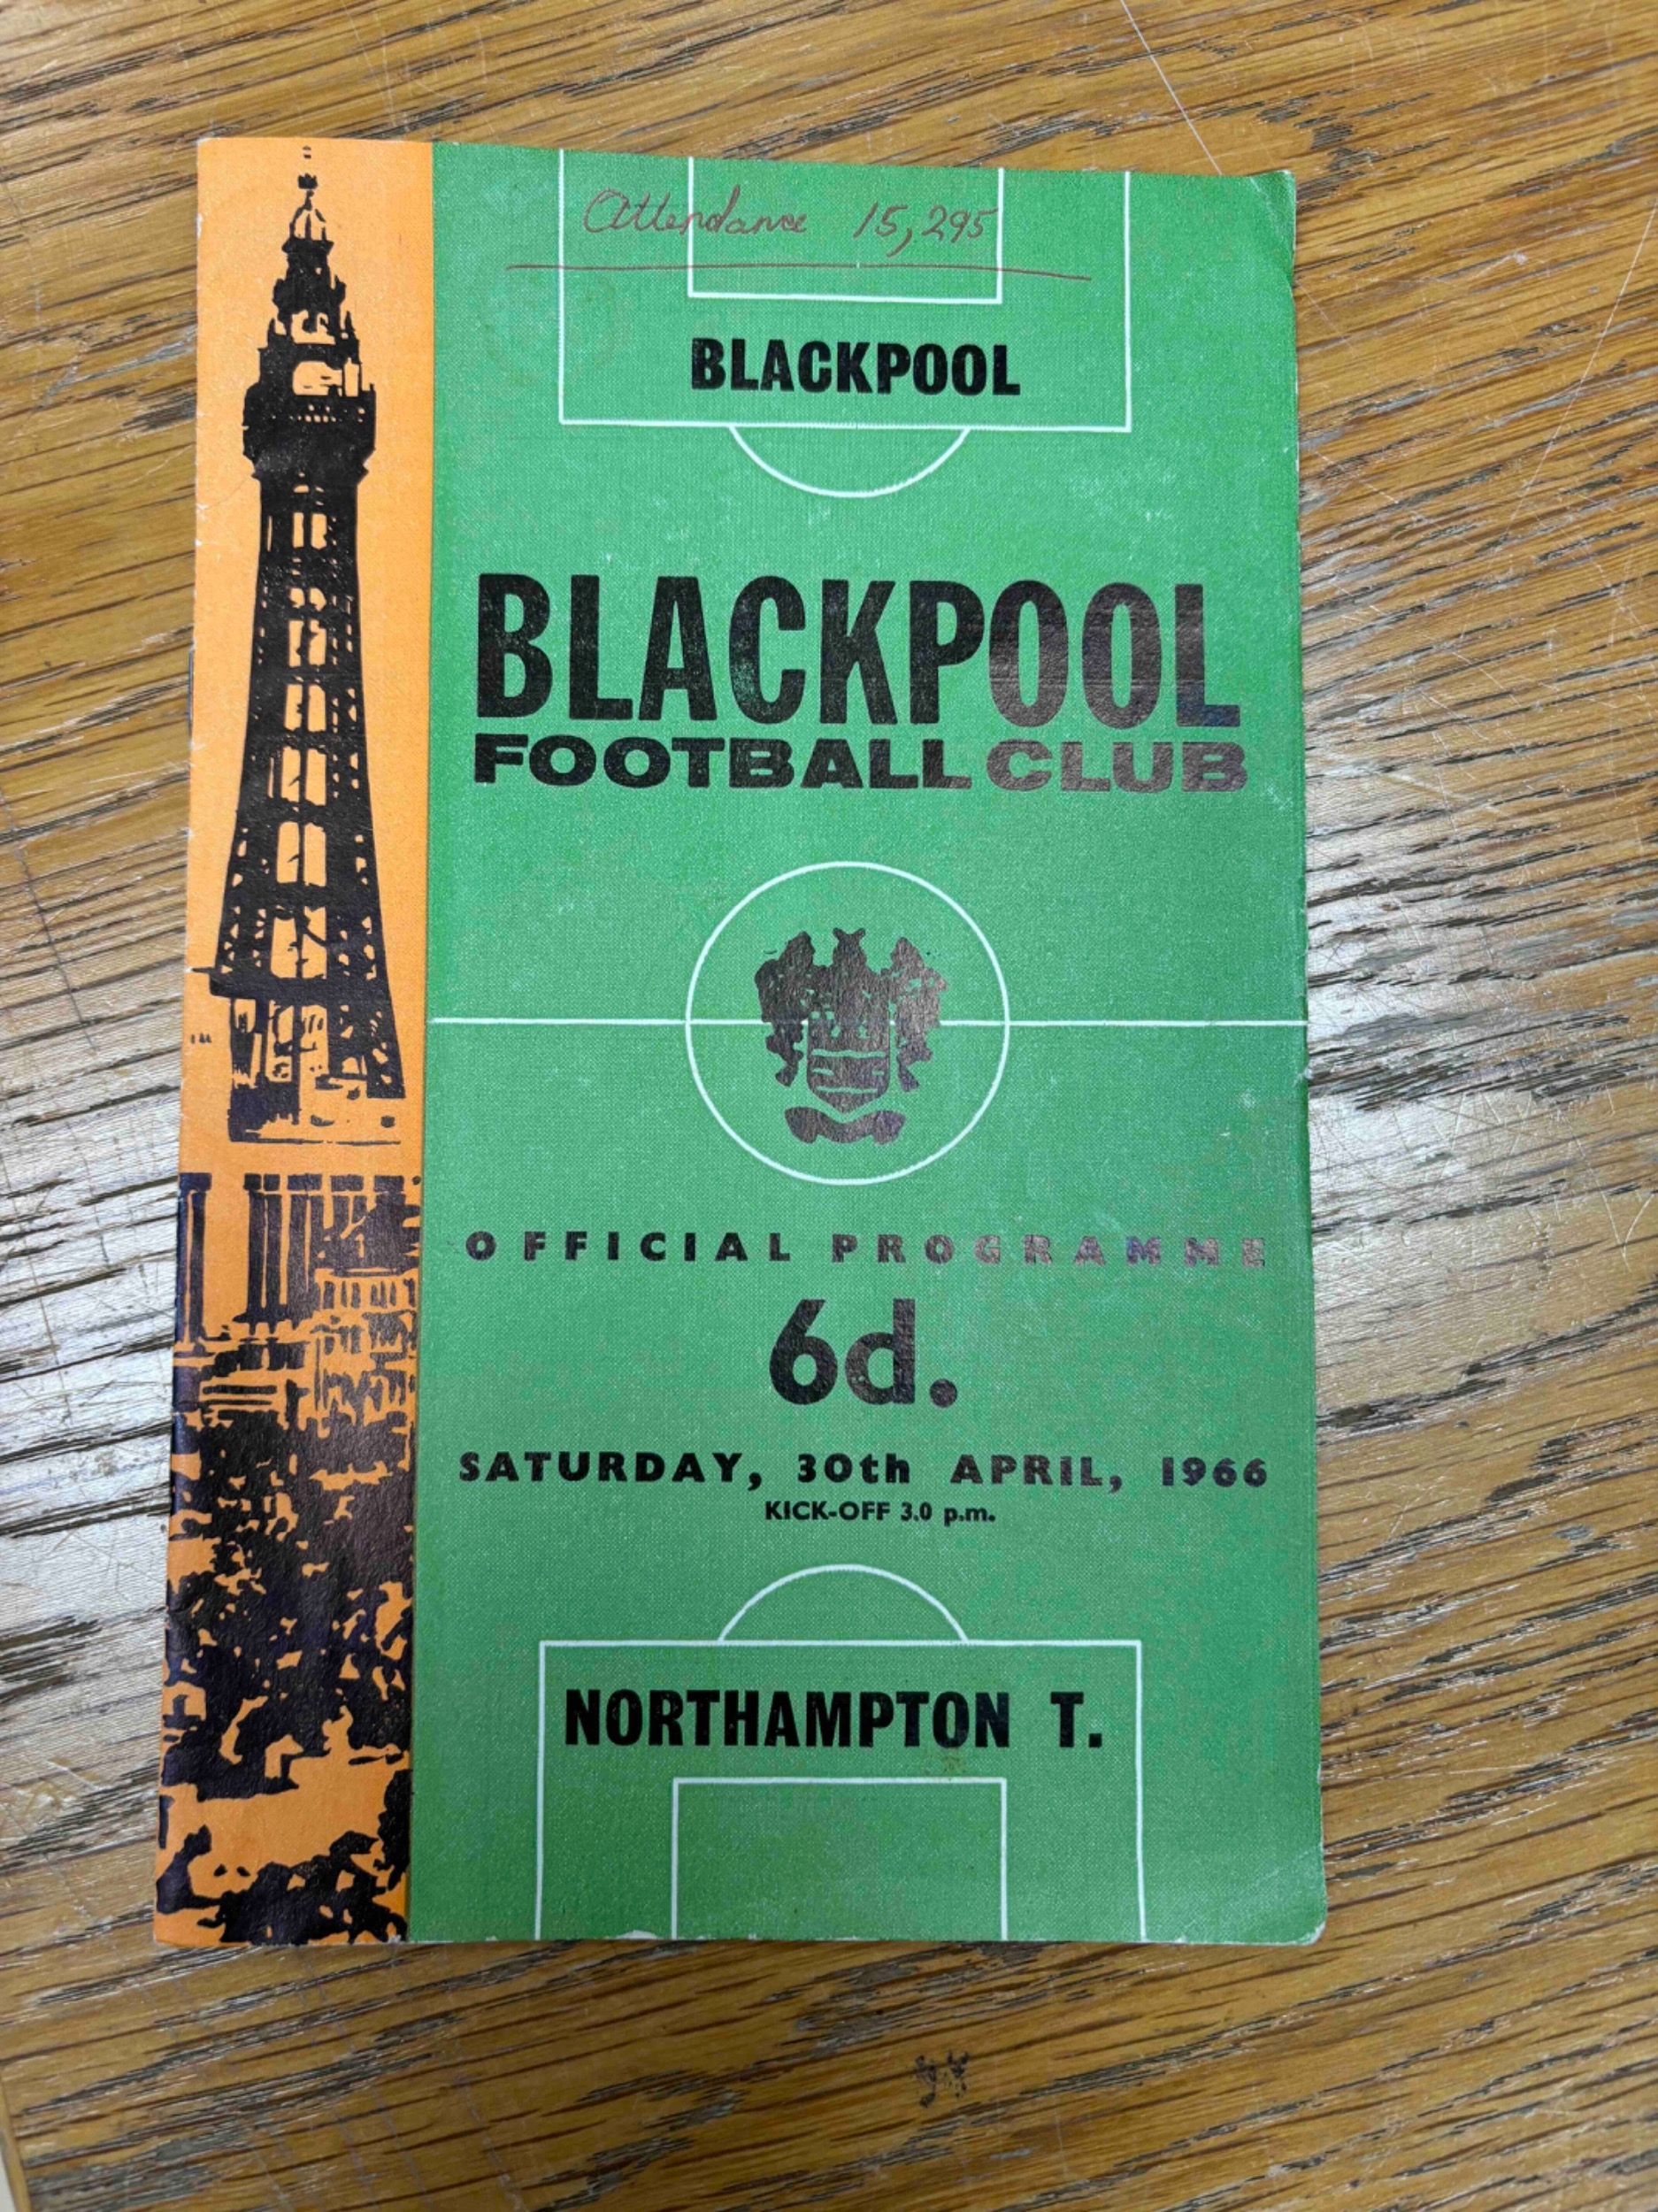 Attendance 15,295
BLACKPOOL
BLACKPOOL
FOOTBALL CLUB
OFFICIAL PROGRAMME
6d.
SATURDAY, 30th APRIL, 1966
KICK-OFF 3.0 p.m.
NORTHAMPTON T.